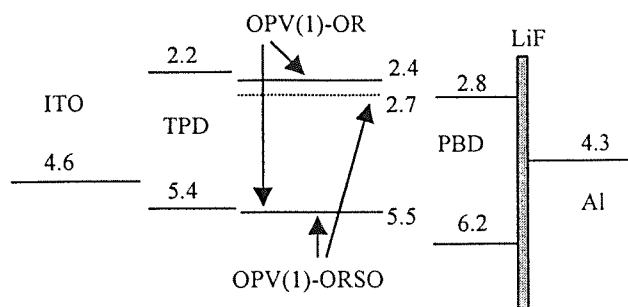 OPV(1)-OR
LiF
2.2
2.4
2.8
ITO
2.7
TPD
PBD
4.3
4.6
5.4
5.5
6.2
Al
OPV(1)-ORSO